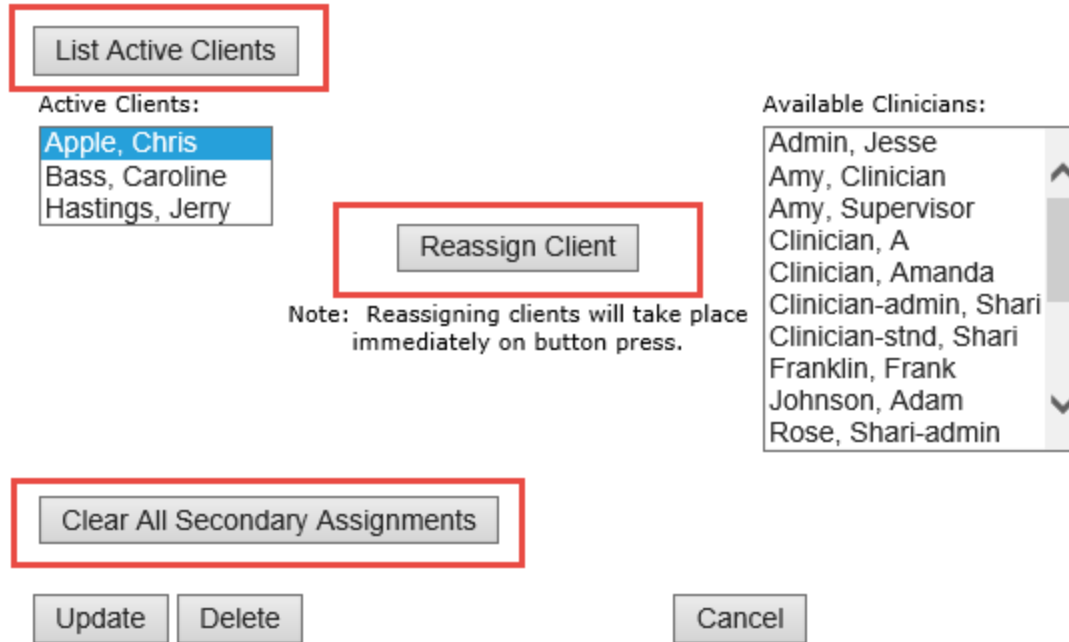 List Active Clients
Active Clients:
Apple, Chris
Bass, Caroline
Hastings, Jerry
Reassign Client
Note: Reassigning clients will take place
immediately on button press.
Available Clinicians:
Admin, Jesse
Amy, Clinician
Amy, Supervisor
Clinician, A
Clinician, Amanda
Clinician-admin, Shari
Clinician-stnd, Shari
Franklin, Frank
Johnson, Adam
Rose, Shari-admin
Clear All Secondary Assignments
Update Delete Cancel